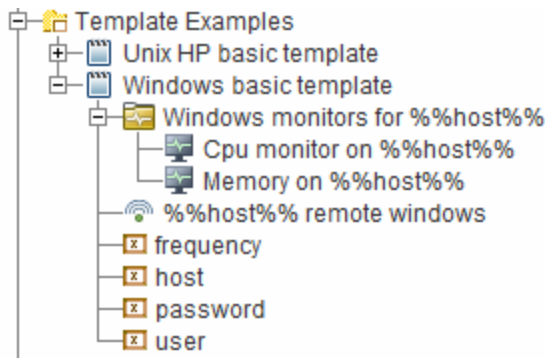 Template Examples
Unix HP basic template
Windows basic template
Windows monitors for %%host%%
Cpu monitor on %%host%%
Memory on %%host%%
%%host%% remote windows
frequency
host
password
user